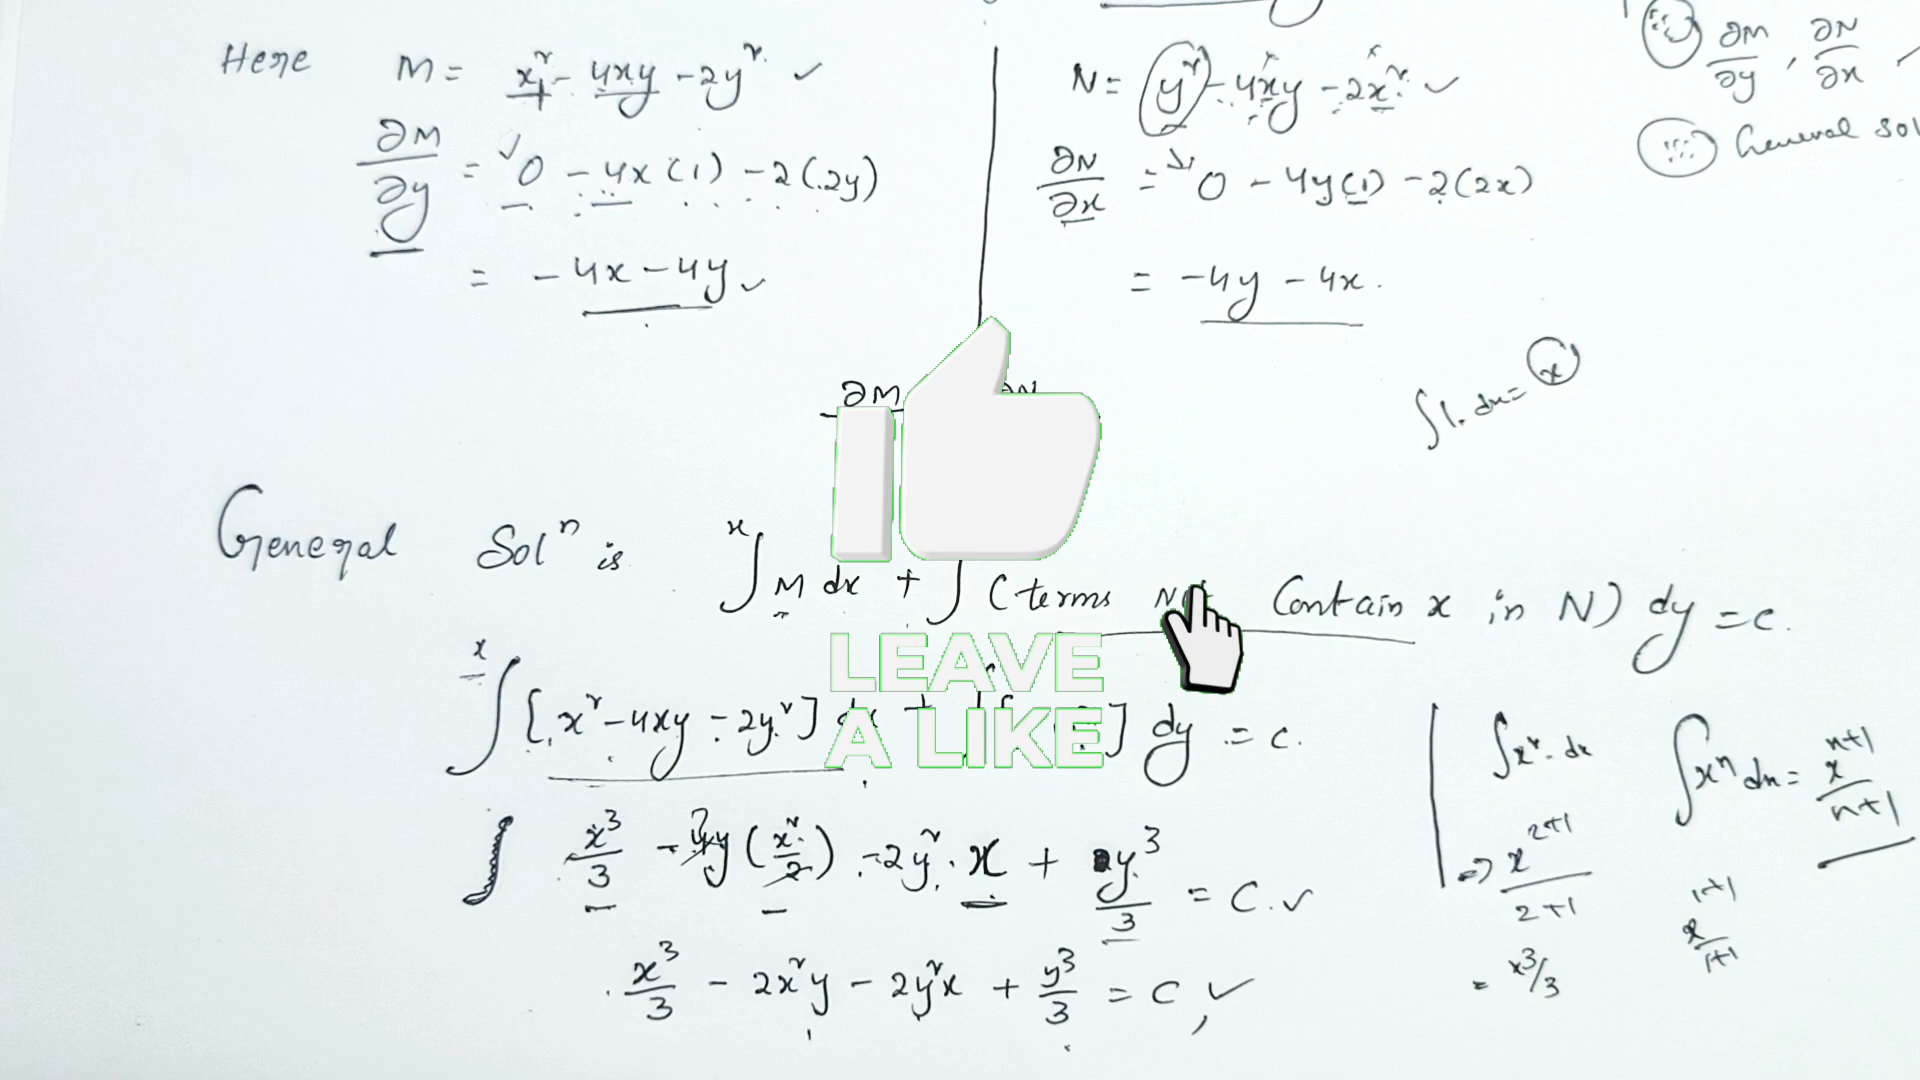 Here M = x² - 4xy - 2y² ✓
∂M/∂y = 0 - 4x(1) - 2(2y)
= -4x - 4y ✓
N = y² - 4xy - 2x² ✓
∂N/∂x = 0 - 4y(1) - 2(2x)
= -4y - 4x.
∂M/∂y, ∂N/∂x
General sol
∂M ∂N
∫1. dx = x
General Solⁿ is ∫ˣ M dx + ∫ (terms Contain x in N) dy = c.
∫ˣ [x² - 4xy - 2y²] dx + ] dy = c.
x³/3 - 4y(x²/2) - 2y². x + y³/3 = C. ✓
x³/3 - 2x²y - 2y²x + y³/3 = C, ✓
∫x². dx
=> x²⁺¹/2+1
= x³/3
∫xⁿ dx = xⁿ⁺¹/n+1
x¹⁺¹/1+1
LEAVE
A LIKE